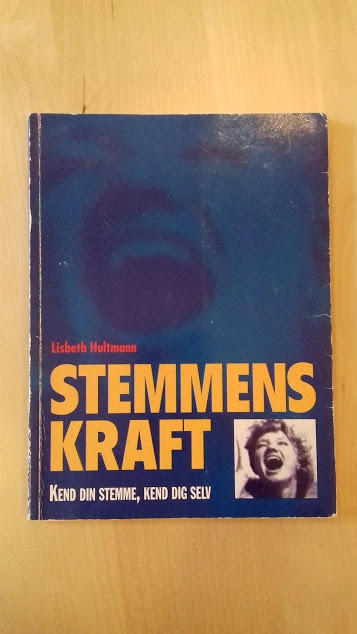 Lisbeth Hultmann
STEMMENS
KRAFT
KEND DIN STEMME, KEND DIG SELV